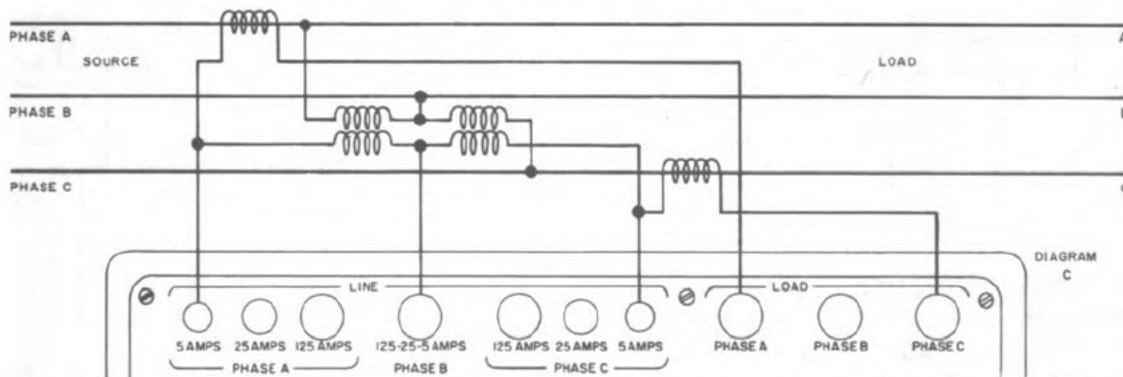 PHASE A
SOURCE
LOAD
PHASE B
PHASE C
DIAGRAM
C
LINE
LOAD
5 AMPS
25 AMPS
125 AMPS
125-25-5 AMPS
125 AMPS
25 AMPS
5 AMPS
PHASE A
PHASE B
PHASE C
PHASE A
PHASE B
PHASE C